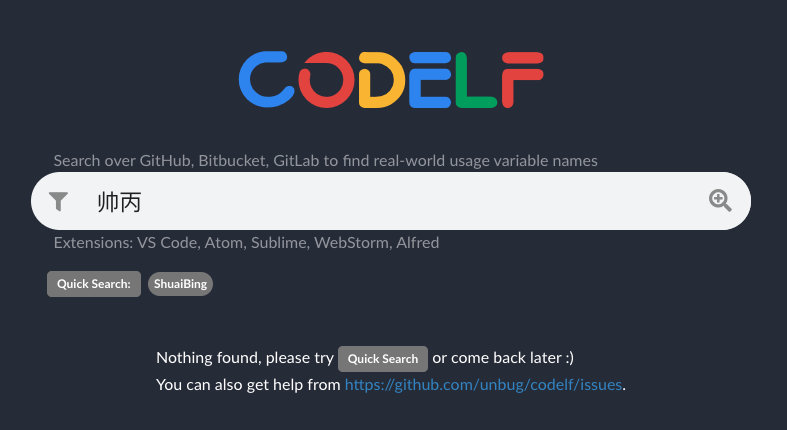 CODELF
Search over GitHub, Bitbucket, GitLab to find real-world usage variable names
帅丙
Extensions: VS Code, Atom, Sublime, WebStorm, Alfred
Quick Search: ShuaiBing
Nothing found, please try Quick Search or come back later :)
You can also get help from https://github.com/unbug/codelf/issues.